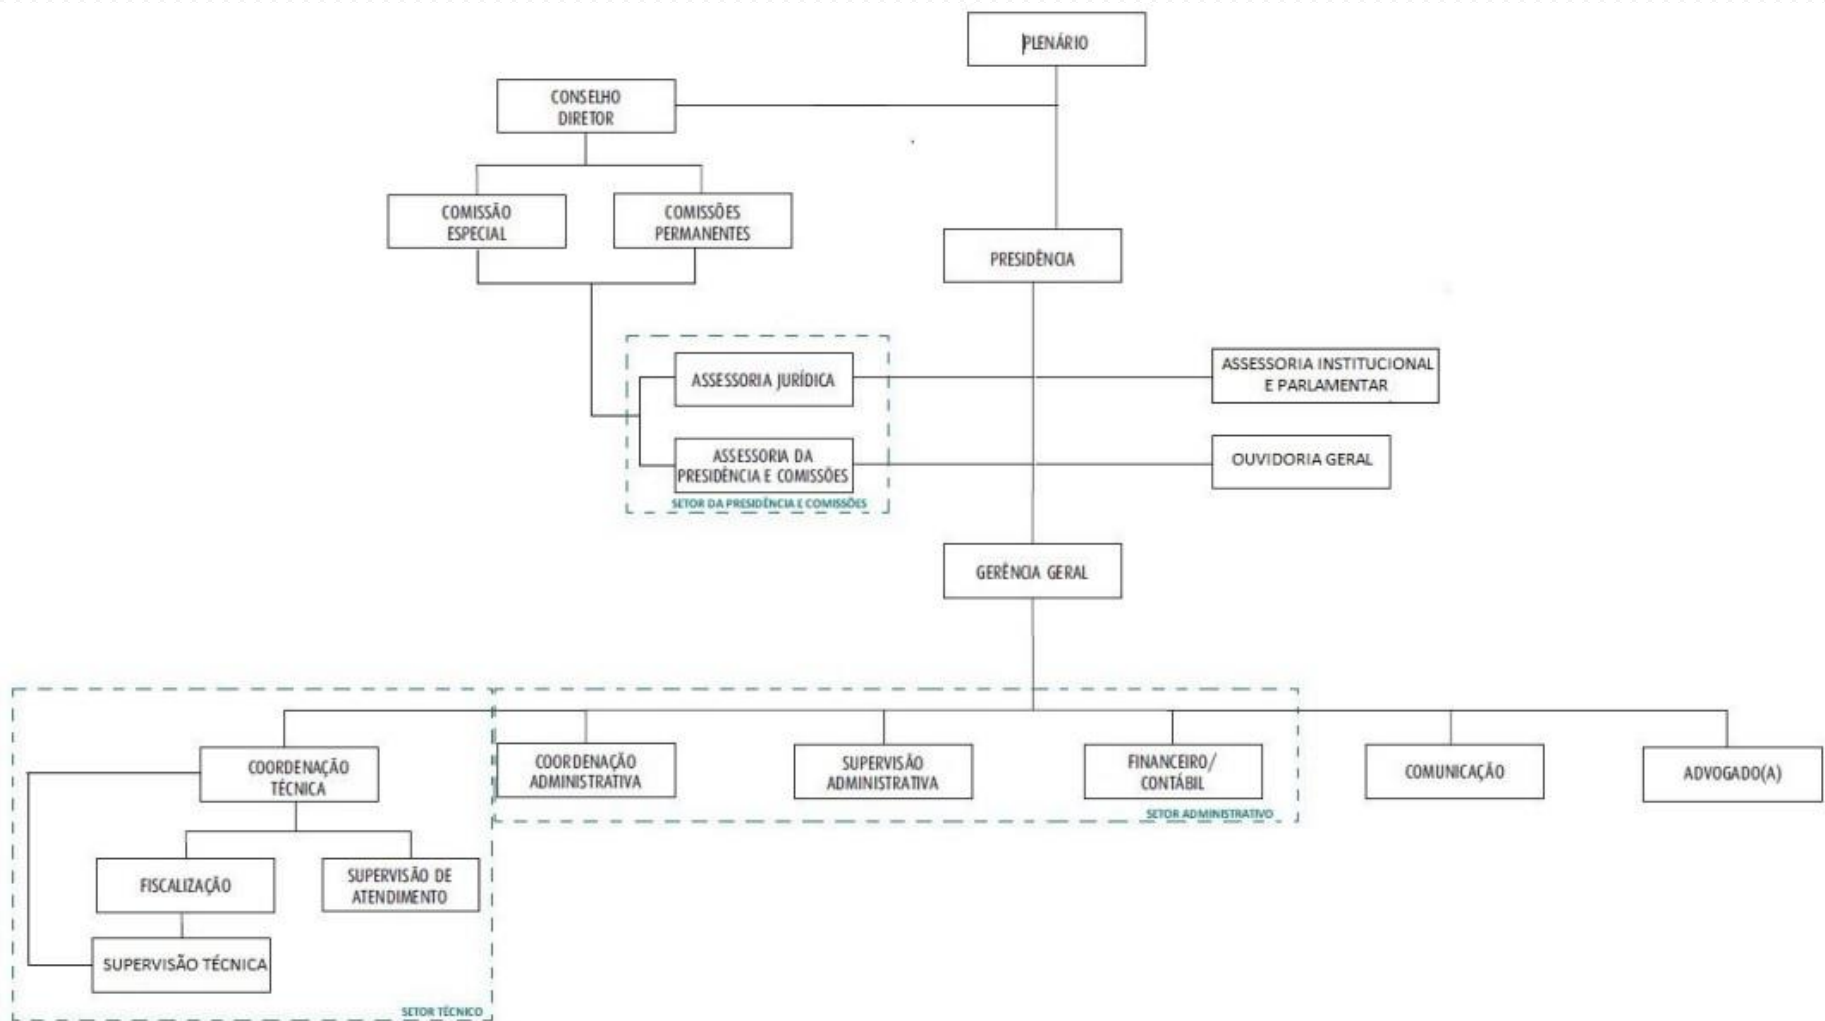 PLENÁRIO
CONSELHO
DIRETOR
COMISSÃO
ESPECIAL
COMISSÕES
PERMANENTES
PRESIDÊNCIA
ASSESSORIA JURÍDICA
ASSESSORIA INSTITUCIONAL
E PARLAMENTAR
ASSESSORIA DA
PRESIDÊNCIA E COMISSÕES
OUVIDORIA GERAL
SETOR DA PRESIDÊNCIA E COMISSÕES
GERÊNCIA GERAL
COORDENAÇÃO
TÉCNICA
COORDENAÇÃO
ADMINISTRATIVA
SUPERVISÃO
ADMINISTRATIVA
FINANCEIRO/
CONTÁBIL
COMUNICAÇÃO
ADVOGADO(A)
SETOR ADMINISTRATIVO
FISCALIZAÇÃO
SUPERVISÃO DE
ATENDIMENTO
SUPERVISÃO TÉCNICA
SETOR TÉCNICO